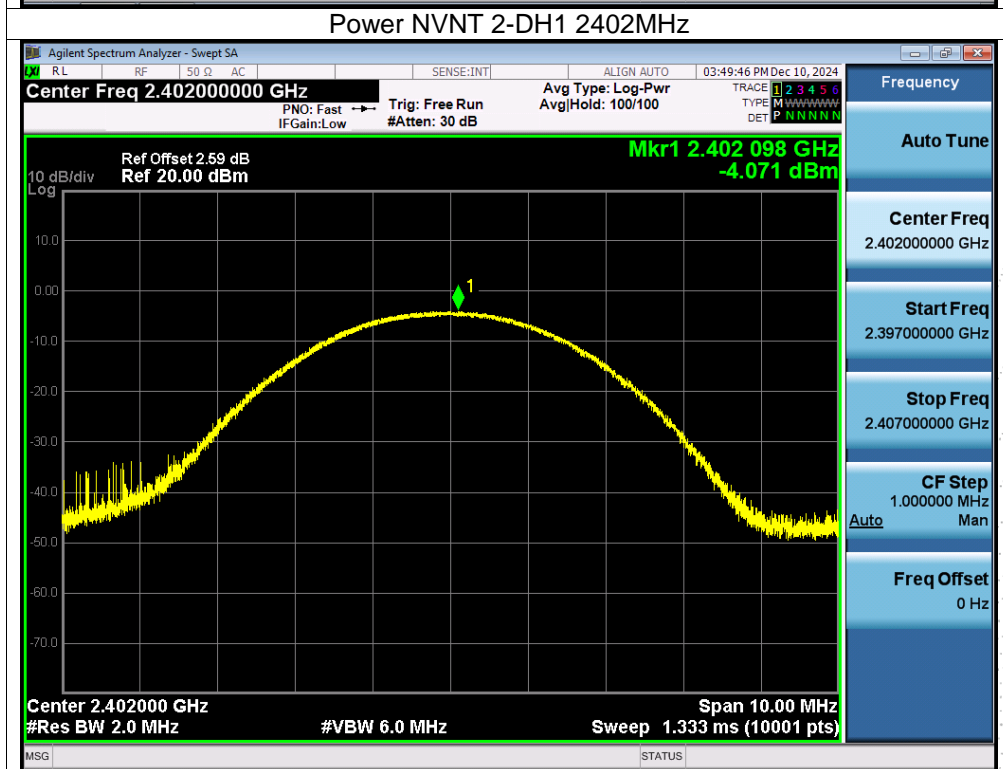 Power NVNT 2-DH1 2402MHz
Agilent Spectrum Analyzer - Swept SA
LXI RL RF 50 Ω AC SENSE:INT ALIGN AUTO 03:49:46 PM Dec 10, 2024
Center Freq 2.402000000 GHz
PNO: Fast
IFGain:Low
Trig: Free Run
#Atten: 30 dB
Avg Type: Log-Pwr
Avg|Hold: 100/100
TRACE 1 2 3 4 5 6
TYPE M WWWWW
DET P N N N N N
Ref Offset 2.59 dB
Ref 20.00 dBm
10 dB/div
Log
Mkr1 2.402 098 GHz
-4.071 dBm
1
10.0
0.00
-10.0
-20.0
-30.0
-40.0
-50.0
-60.0
-70.0
Center 2.402000 GHz
Span 10.00 MHz
#Res BW 2.0 MHz
#VBW 6.0 MHz
Sweep 1.333 ms (10001 pts)
MSG
STATUS
Frequency
Auto Tune
Center Freq
2.402000000 GHz
Start Freq
2.397000000 GHz
Stop Freq
2.407000000 GHz
CF Step
1.000000 MHz
Auto Man
Freq Offset
0 Hz